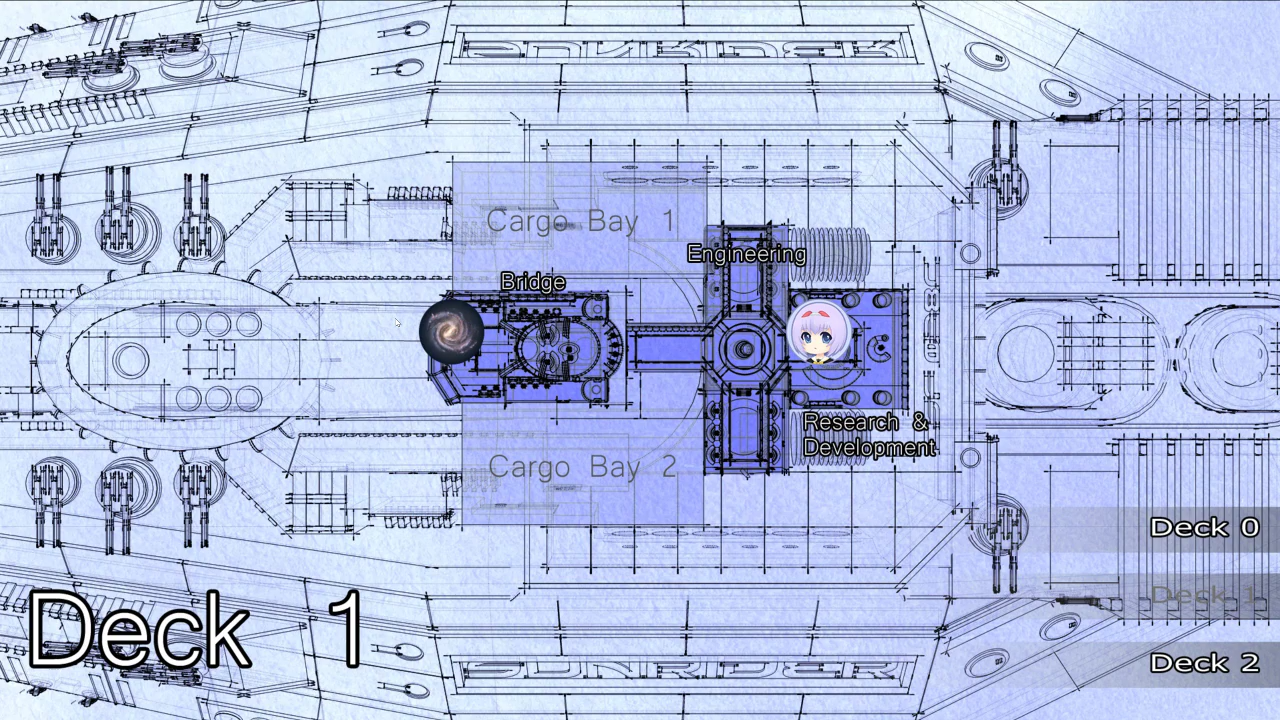 SUNRIDER
Cargo Bay 1
Engineering
Bridge
Research &
Development
Cargo Bay 2
Deck 0
Deck 1
Deck 1
Deck 2
SUNRIDER